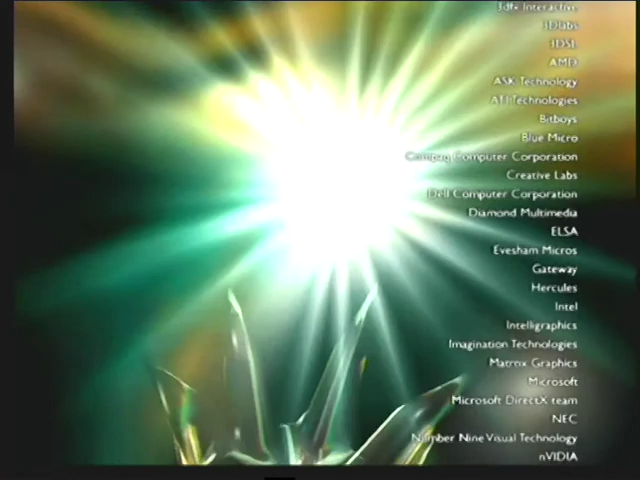 3dfx Interactive
3Dlabs
3DSL
AMD
ASK Technology
ATI Technologies
Bitboys
Blue Micro
Compaq Computer Corporation
Creative Labs
Dell Computer Corporation
Diamond Multimedia
ELSA
Evesham Micros
Gateway
Hercules
Intel
Intelligraphics
Imagination Technologies
Matrox Graphics
Microsoft
Microsoft DirectX team
NEC
Number Nine Visual Technology
nVIDIA